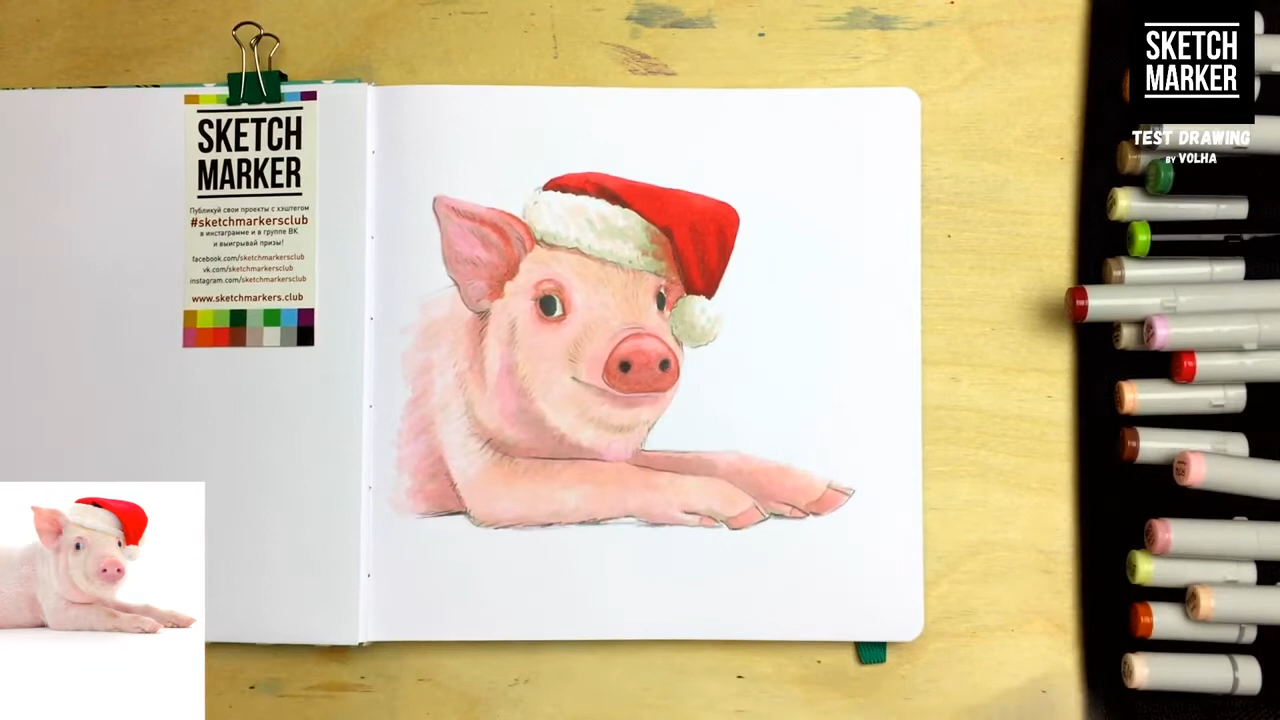 SKETCH
MARKER
Публикуй свои проекты с хэштегом
#sketchmarkersclub
в инстаграмме и в группе ВК
и выигрывай призы!
facebook.com/sketchmarkersclub
vk.com/sketchmarkersclub
instagram.com/sketchmarkersclub
www.sketchmarkers.club
SKETCH
MARKER
TEST DRAWING
BY VOLHA